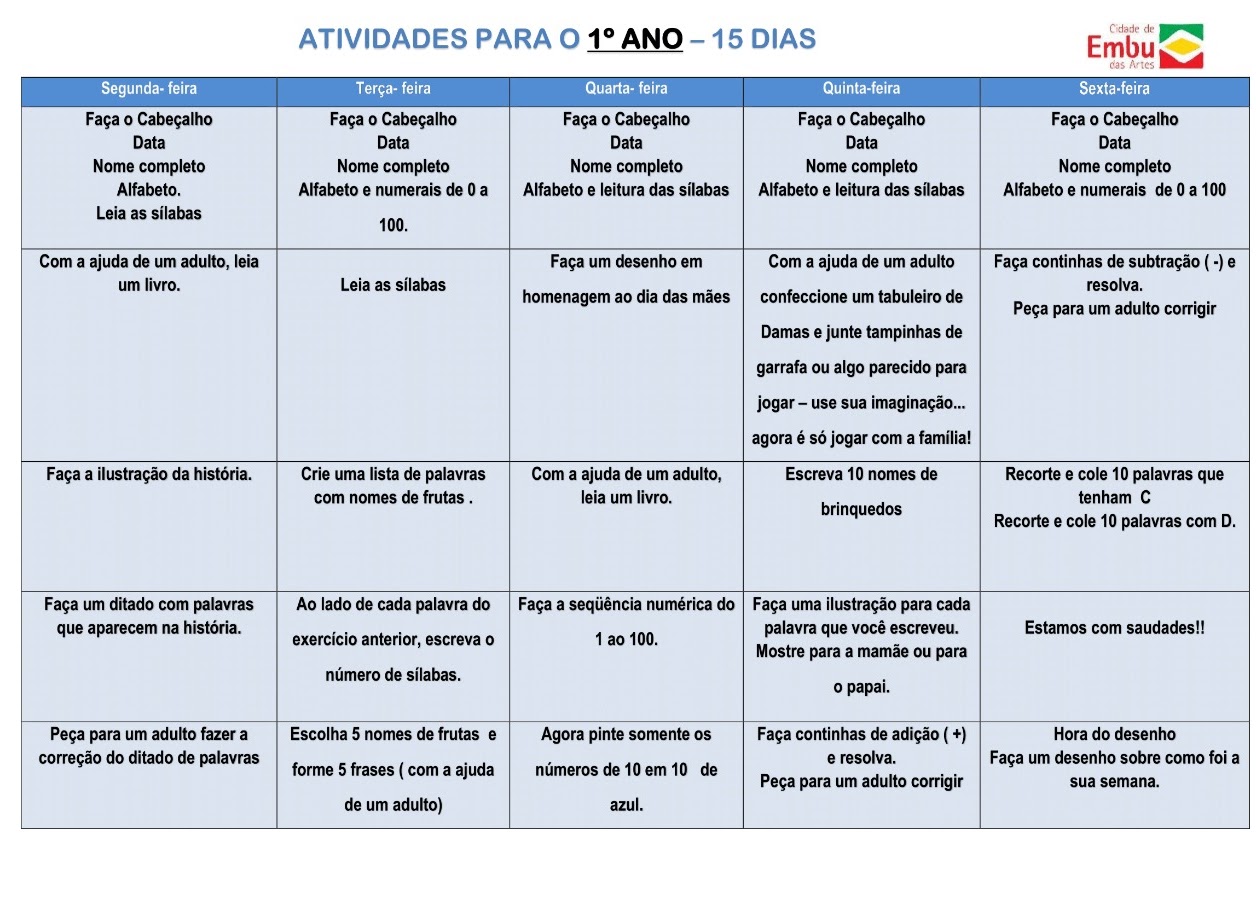 ATIVIDADES PARA O 1º ANO – 15 DIAS
Cidade de
Embu
das Artes
Segunda- feira
Terça- feira
Quarta- feira
Quinta-feira
Sexta-feira
Faça o Cabeçalho
Data
Nome completo
Alfabeto.
Leia as sílabas
Faça o Cabeçalho
Data
Nome completo
Alfabeto e numerais de 0 a
100.
Faça o Cabeçalho
Data
Nome completo
Alfabeto e leitura das sílabas
Faça o Cabeçalho
Data
Nome completo
Alfabeto e leitura das sílabas
Faça o Cabeçalho
Data
Nome completo
Alfabeto e numerais de 0 a 100
Com a ajuda de um adulto, leia
um livro.
Leia as sílabas
Faça um desenho em
homenagem ao dia das mães
Com a ajuda de um adulto
confeccione um tabuleiro de
Damas e junte tampinhas de
garrafa ou algo parecido para
jogar – use sua imaginação...
agora é só jogar com a família!
Faça continhas de subtração ( -) e
resolva.
Peça para um adulto corrigir
Faça a ilustração da história.
Crie uma lista de palavras
com nomes de frutas .
Com a ajuda de um adulto,
leia um livro.
Escreva 10 nomes de
brinquedos
Recorte e cole 10 palavras que
tenham C
Recorte e cole 10 palavras com D.
Faça um ditado com palavras
que aparecem na história.
Ao lado de cada palavra do
exercício anterior, escreva o
número de sílabas.
Faça a seqüência numérica do
1 ao 100.
Faça uma ilustração para cada
palavra que você escreveu.
Mostre para a mamãe ou para
o papai.
Estamos com saudades!!
Peça para um adulto fazer a
correção do ditado de palavras
Escolha 5 nomes de frutas e
forme 5 frases ( com a ajuda
de um adulto)
Agora pinte somente os
números de 10 em 10 de
azul.
Faça continhas de adição ( +)
e resolva.
Peça para um adulto corrigir
Hora do desenho
Faça um desenho sobre como foi a
sua semana.